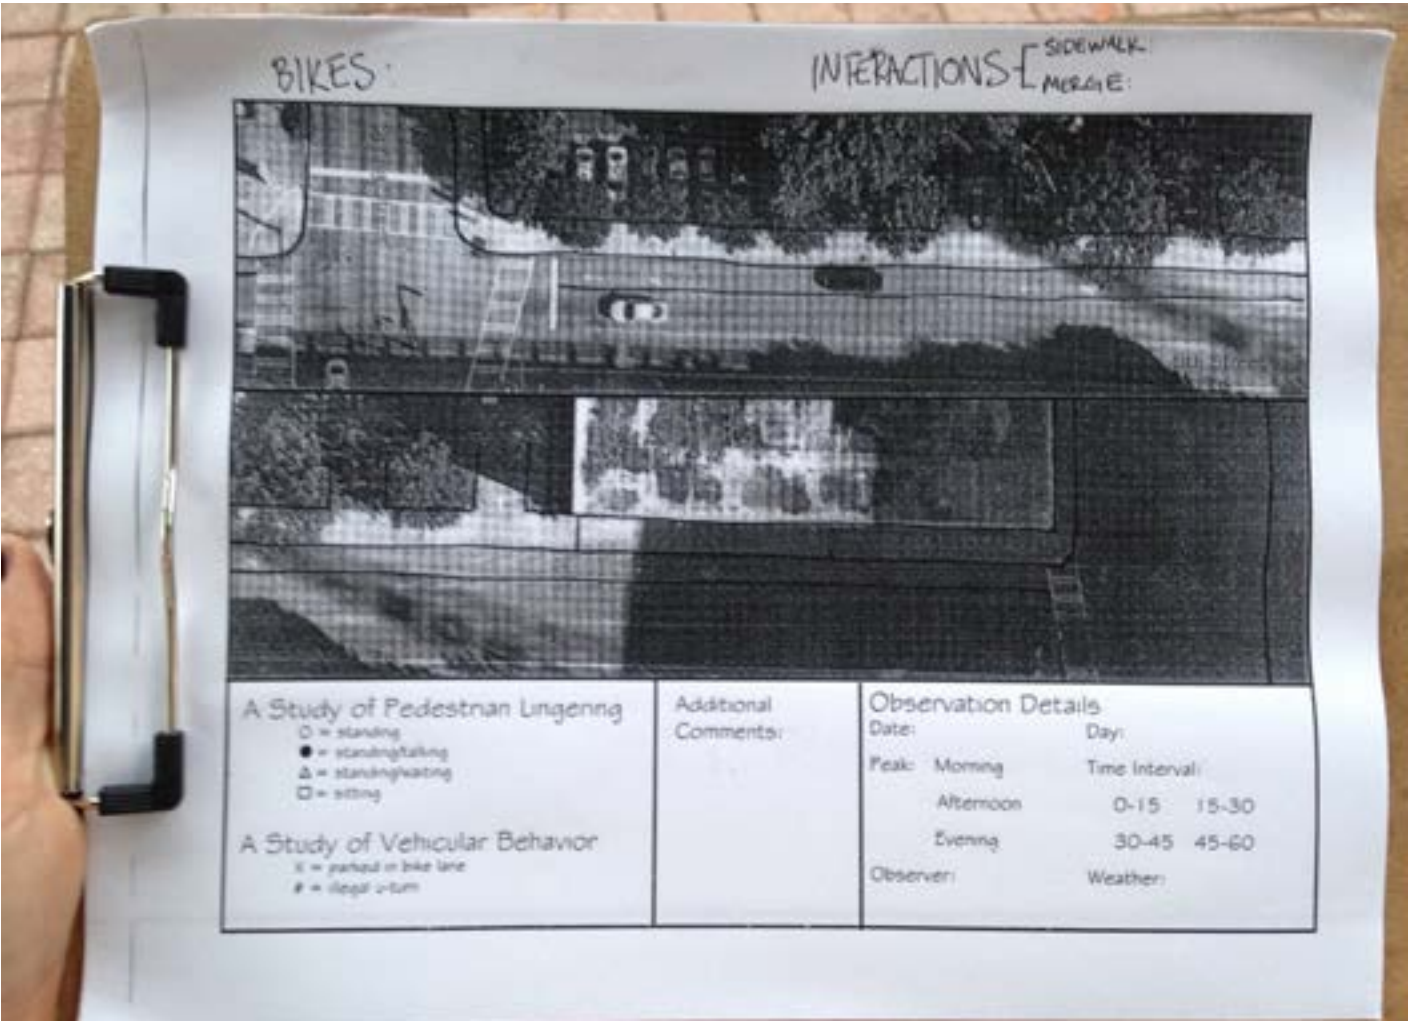 BIKES:
INTERACTIONS { SIDEWALK:
MERGE:
A Study of Pedestrian Lingering
○ = standing
● = standing/talking
△ = standing/waiting
□ = sitting
A Study of Vehicular Behavior
X = parked in bike lane
# = illegal u-turn
Additional
Comments:
Observation Details
Date: Day:
Peak: Morning Time Interval:
Afternoon 0-15 15-30
Evening 30-45 45-60
Observer: Weather: